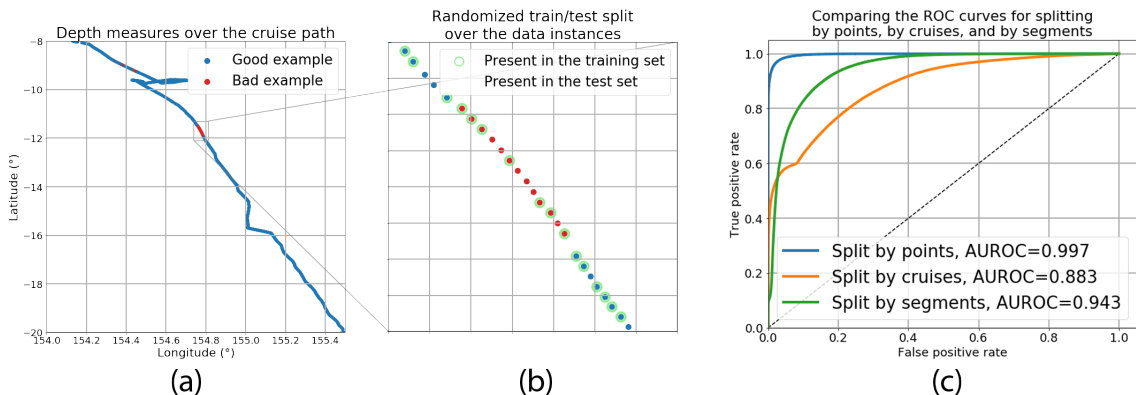 Depth measures over the cruise path
Good example
Bad example
−8
−10
−12
−14
−16
−18
−20
Latitude (°)
154.0
154.2
154.4
154.6
154.8
155.0
155.2
155.4
Longitude (°)
(a)
Randomized train/test split
over the data instances
Present in the training set
Present in the test set
(b)
Comparing the ROC curves for splitting
by points, by cruises, and by segments
1.0
0.8
0.6
0.4
0.2
0.0
True positive rate
Split by points, AUROC=0.997
Split by cruises, AUROC=0.883
Split by segments, AUROC=0.943
0.0
0.2
0.4
0.6
0.8
1.0
False positive rate
(c)